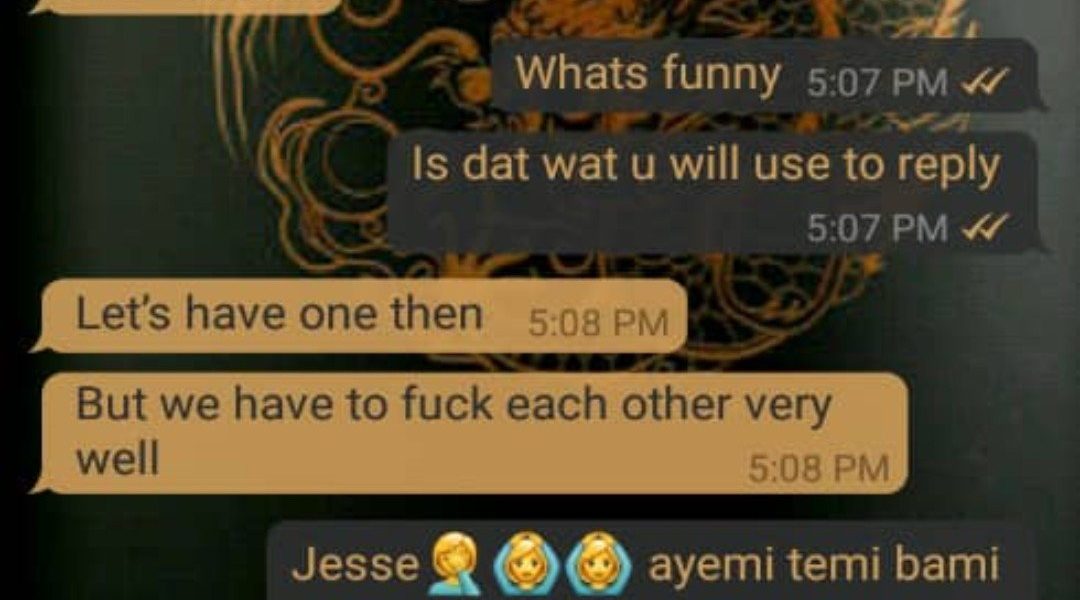 Whats funny 5:07 PM
Is dat wat u will use to reply
5:07 PM
Let's have one then 5:08 PM
But we have to fuck each other very
well 5:08 PM
Jesse🤦‍♀️🙆‍♀️🙆‍♀️ ayemi temi bami